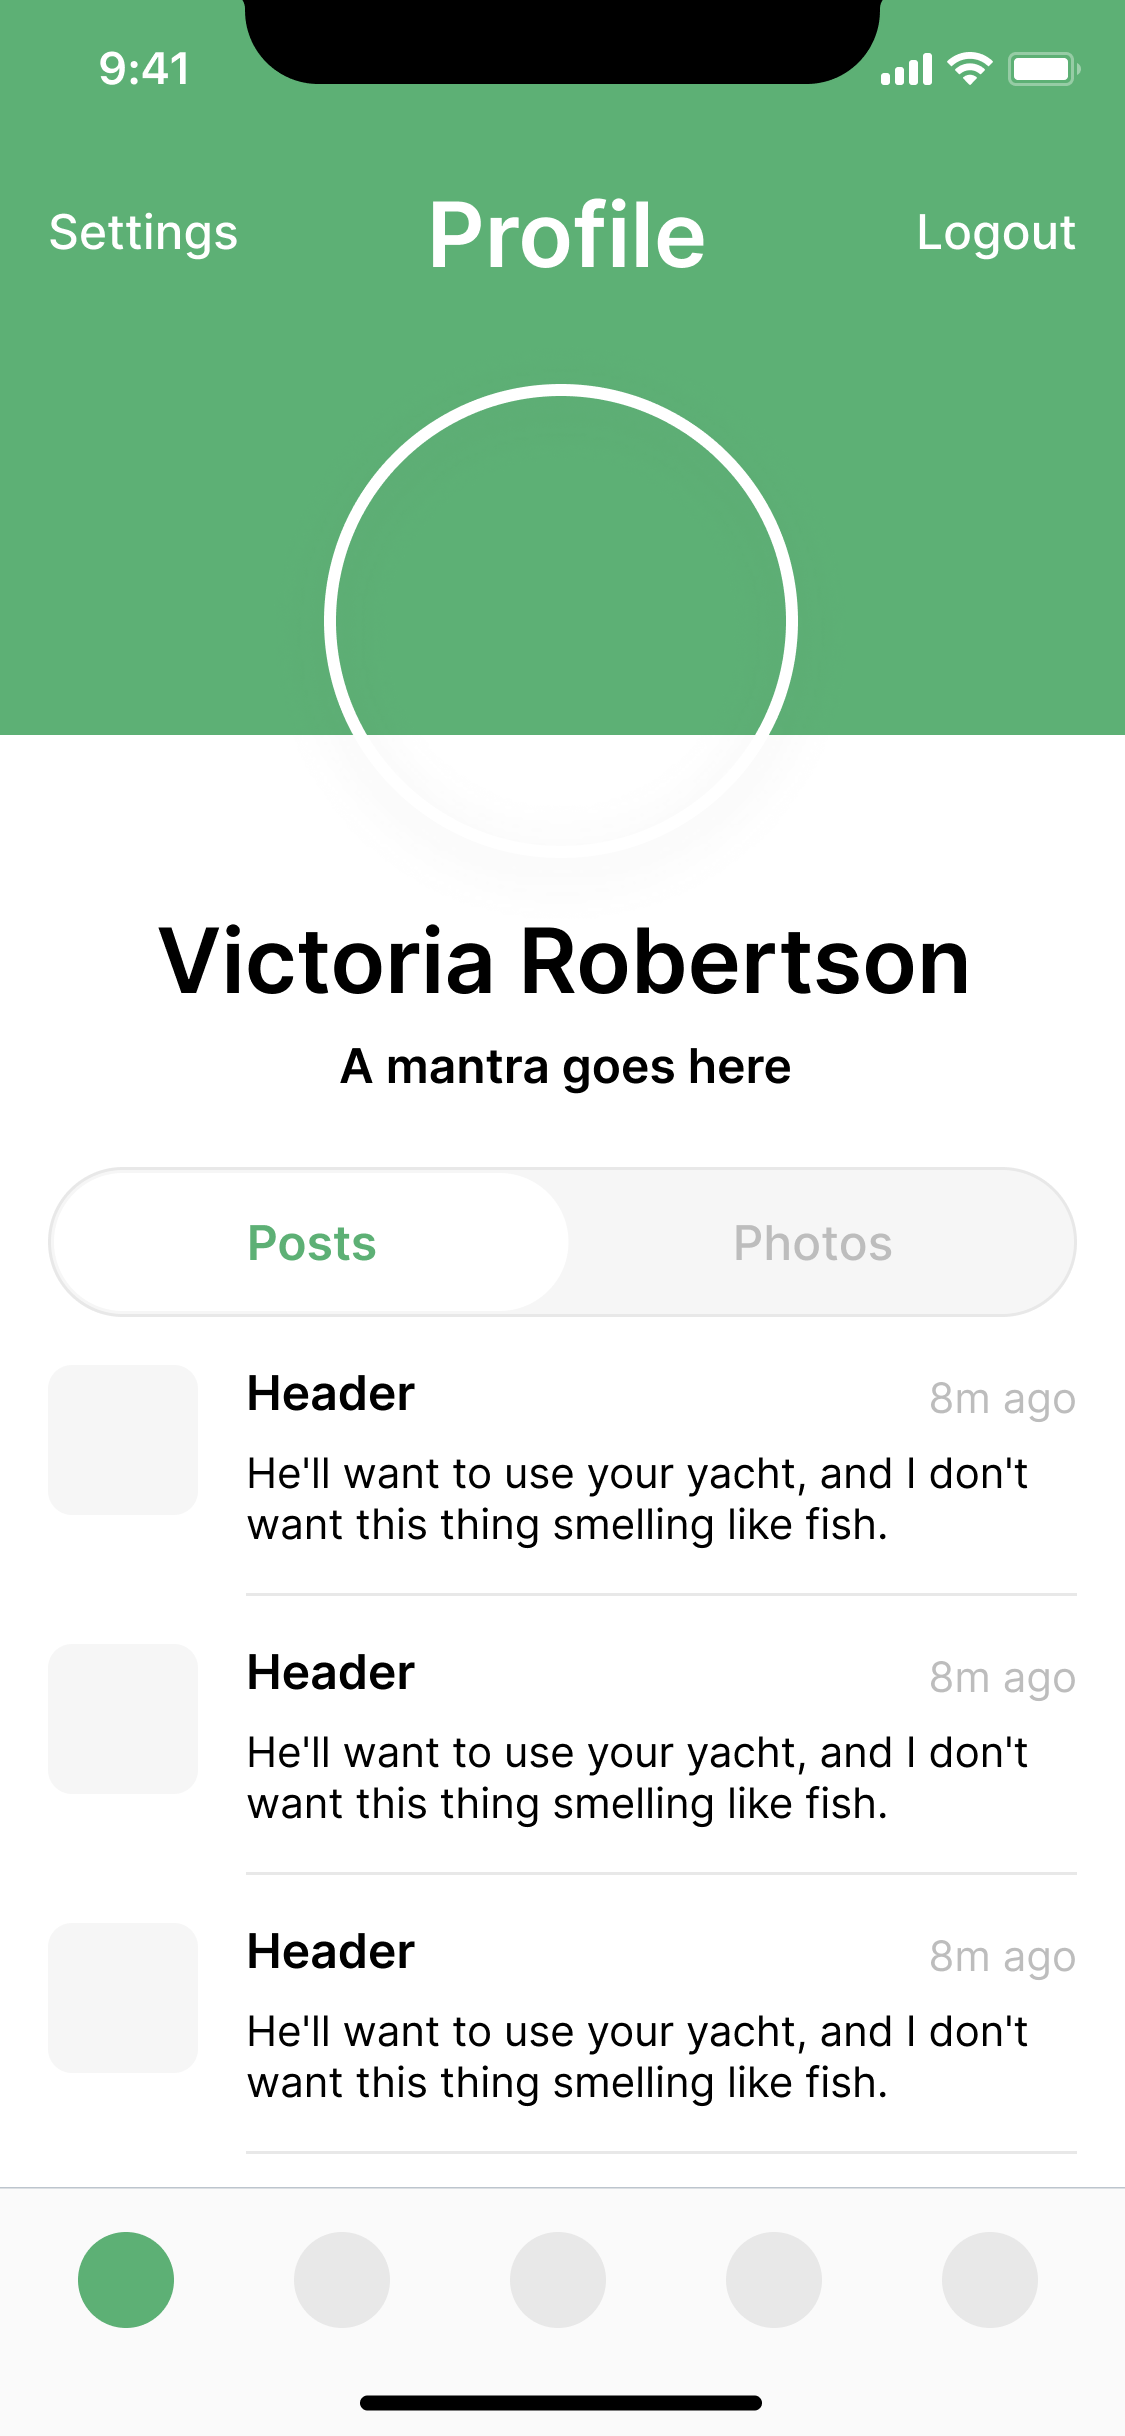 9:41
Settings
Profile
Logout
Victoria Robertson
A mantra goes here
Posts
Photos
Header
8m ago
He'll want to use your yacht, and I don't
want this thing smelling like fish.
Header
8m ago
He'll want to use your yacht, and I don't
want this thing smelling like fish.
Header
8m ago
He'll want to use your yacht, and I don't
want this thing smelling like fish.